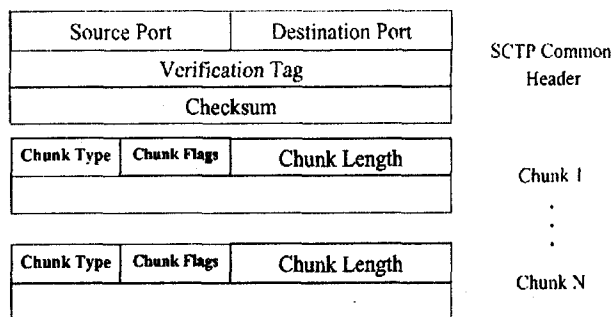 Source Port Destination Port
Verification Tag
Checksum
SCTP Common
Header
Chunk Type Chunk Flags Chunk Length
Chunk 1
Chunk Type Chunk Flags Chunk Length
Chunk N